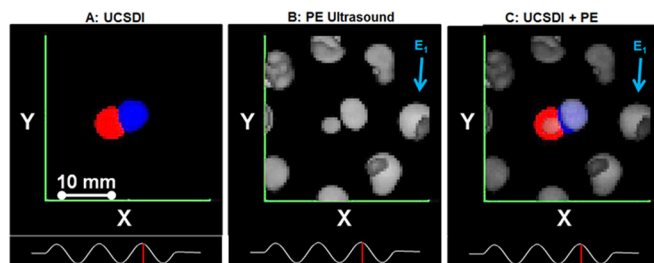 A: UCSDI
Y
10 mm
X
B: PE Ultrasound
E1
Y
X
C: UCSDI + PE
E1
Y
X